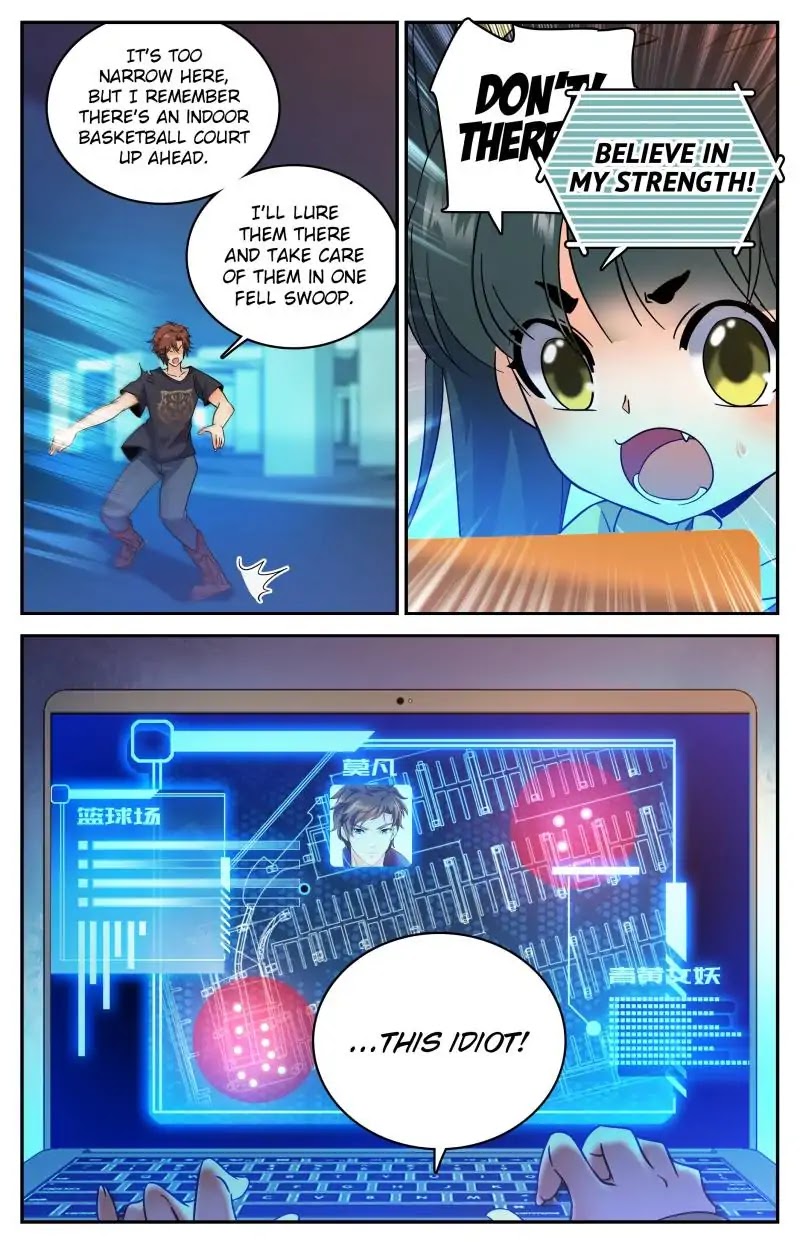 IT'S TOO
NARROW HERE,
BUT I REMEMBER
THERE'S AN INDOOR
BASKETBALL COURT
UP AHEAD.
I'LL LURE
THEM THERE
AND TAKE CARE
OF THEM IN ONE
FELL SWOOP.
DON'T!
BELIEVE IN
MY STRENGTH!
莫凡
篮球场
青黄女妖
...THIS IDIOT!